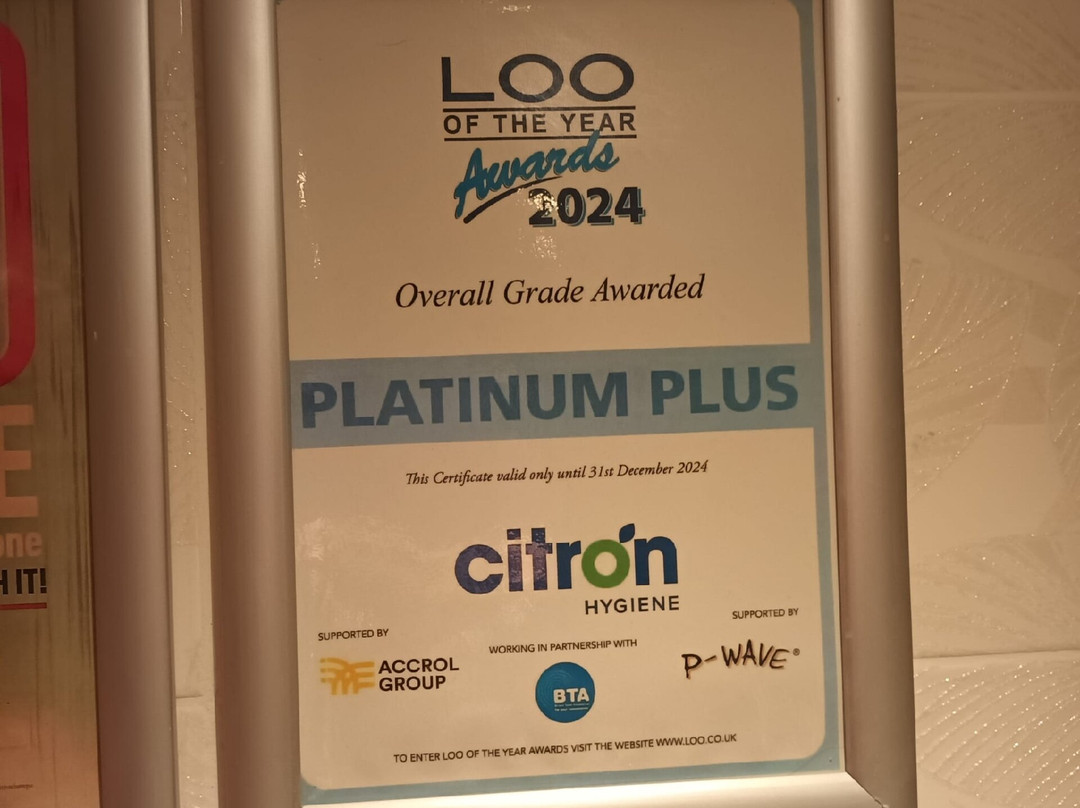 LOO
OF THE YEAR
Awards
2024
Overall Grade Awarded
PLATINUM PLUS
This Certificate valid only until 31st December 2024
citron
HYGIENE
SUPPORTED BY
ACCROL
GROUP
WORKING IN PARTNERSHIP WITH
BTA
SUPPORTED BY
P-WAVE®
TO ENTER LOO OF THE YEAR AWARDS VISIT THE WEBSITE WWW.LOO.CO.UK
E
one
H IT!